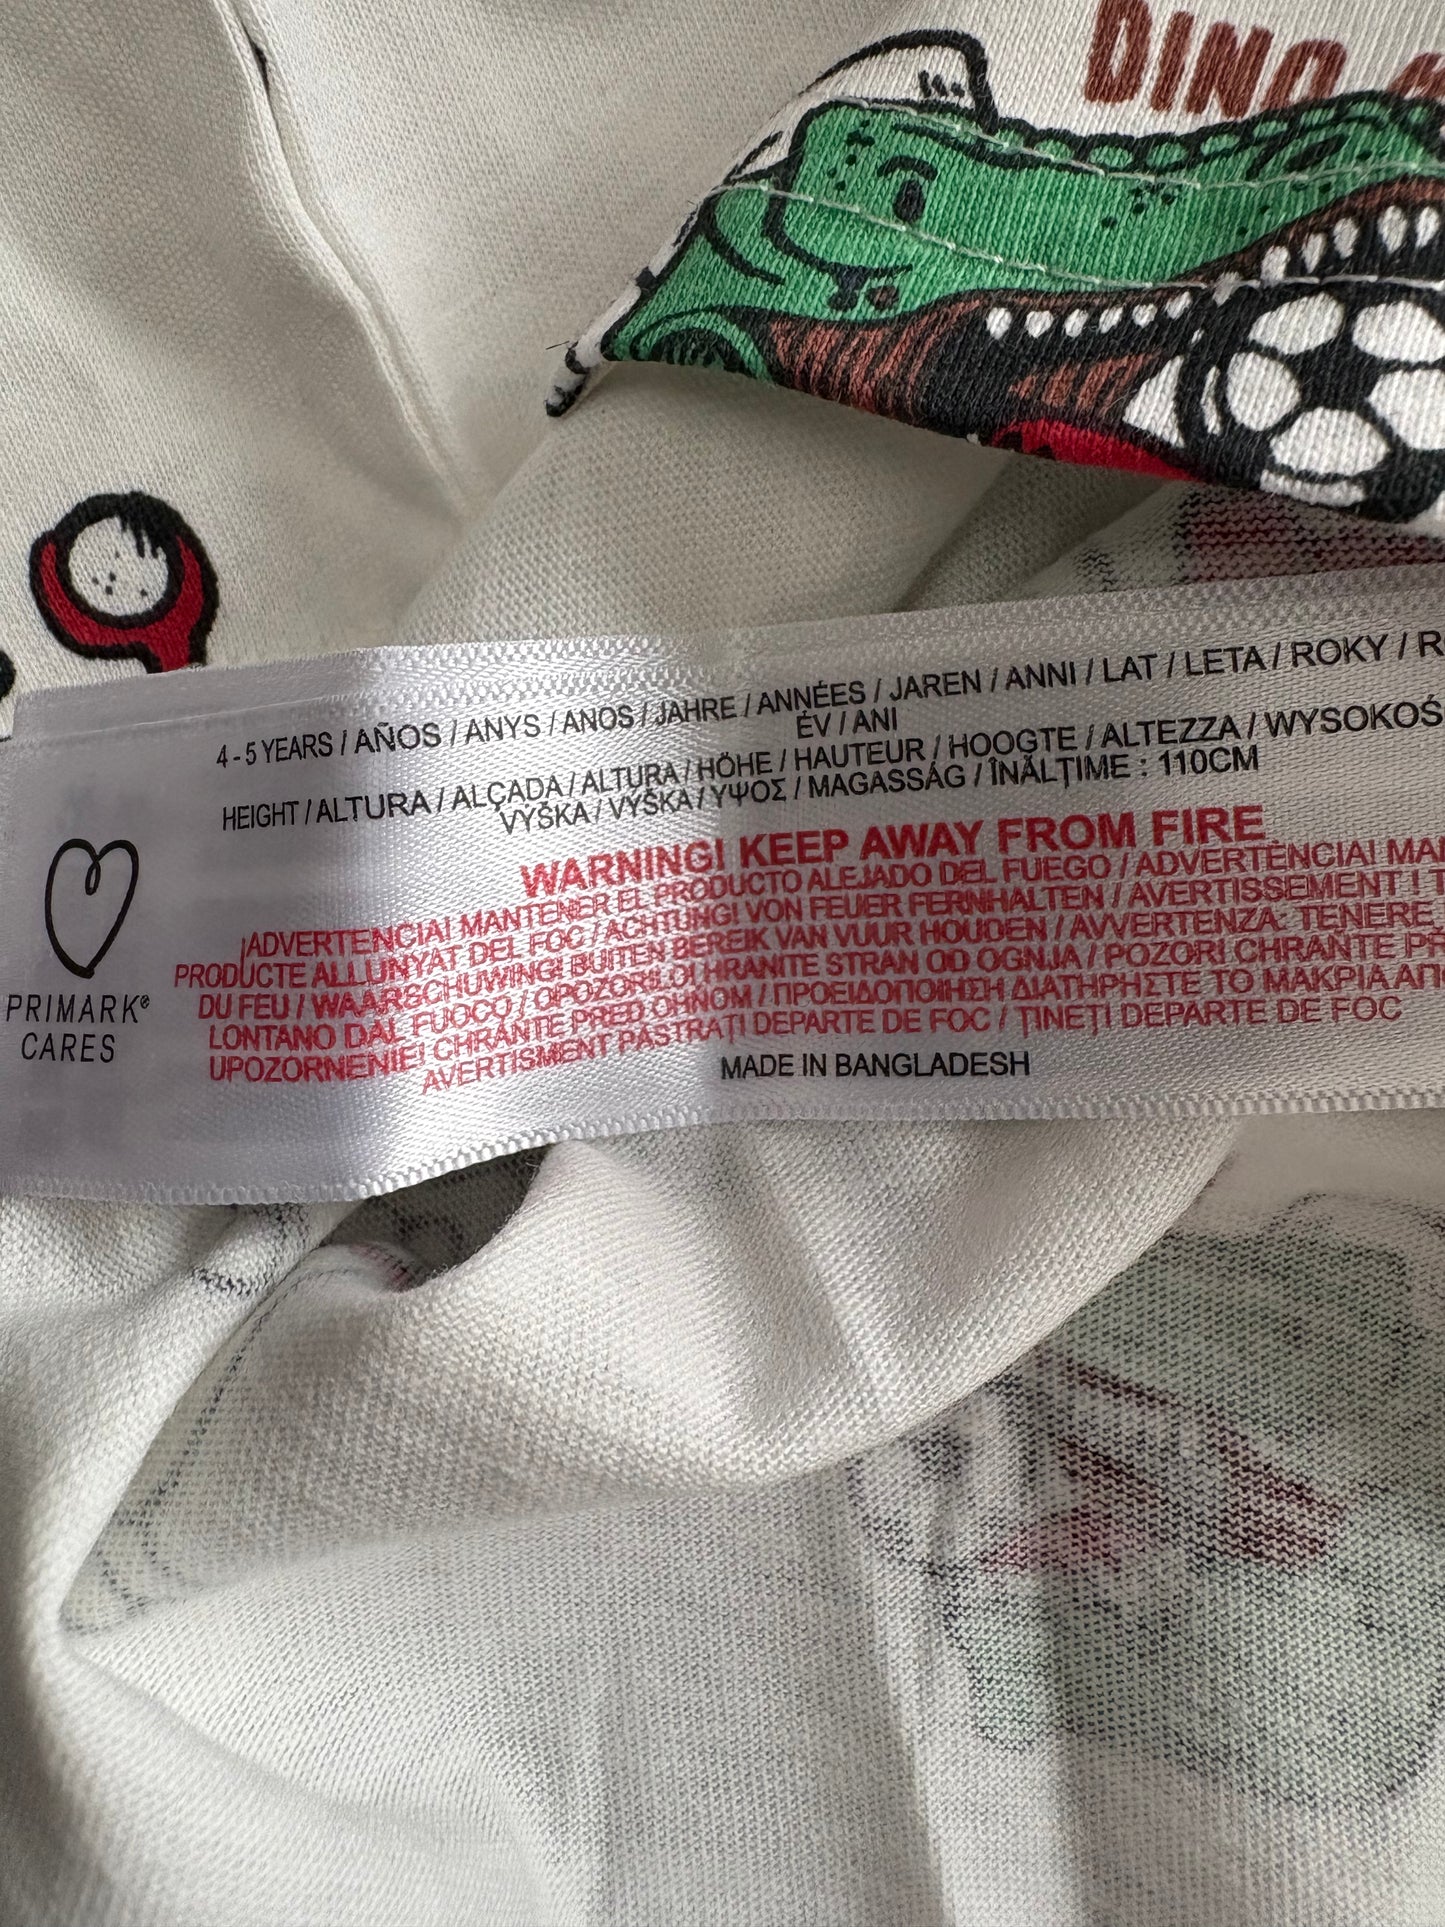 DINO
4 - 5 YEARS / AÑOS / ANYS / ANOS / JAHRE / ANNÉES / JAREN / ANNI / LAT / LETA / ROKY / R
ÉV / ANI
HEIGHT / ALTURA / ALÇADA / ALTURA / HÖHE / HAUTEUR / HOOGTE / ALTEZZA / WYSOKOŚ
VYŠKA / VYŠKA / ΥΨΟΣ / MAGASSÁG / ÎNĂLȚIME : 110CM
WARNING! KEEP AWAY FROM FIRE
¡ADVERTENCIA! MANTENER EL PRODUCTO ALEJADO DEL FUEGO / ADVERTÈNCIA! MA
PRODUCTE ALLUNYAT DEL FOC / ACHTUNG! VON FEUER FERNHALTEN / AVERTISSEMENT ! T
DU FEU / WAARSCHUWING! BUITEN BEREIK VAN VUUR HOUDEN / AVVERTENZA: TENERE
LONTANO DAL FUOCO / OPOZORILO! HRANITE STRAN OD OGNJA / POZOR! CHRAŇTE PŘ
UPOZORNENIE! CHRÁŇTE PRED OHŇOM / ΠΡΟΕΙΔΟΠΟΙΗΣΗ ΔΙΑΤΗΡΗΣΤΕ ΤΟ ΜΑΚΡΙΑ ΑΠ
AVERTISMENT PĂSTRAȚI DEPARTE DE FOC / ȚINEȚI DEPARTE DE FOC
MADE IN BANGLADESH
PRIMARK®
CARES